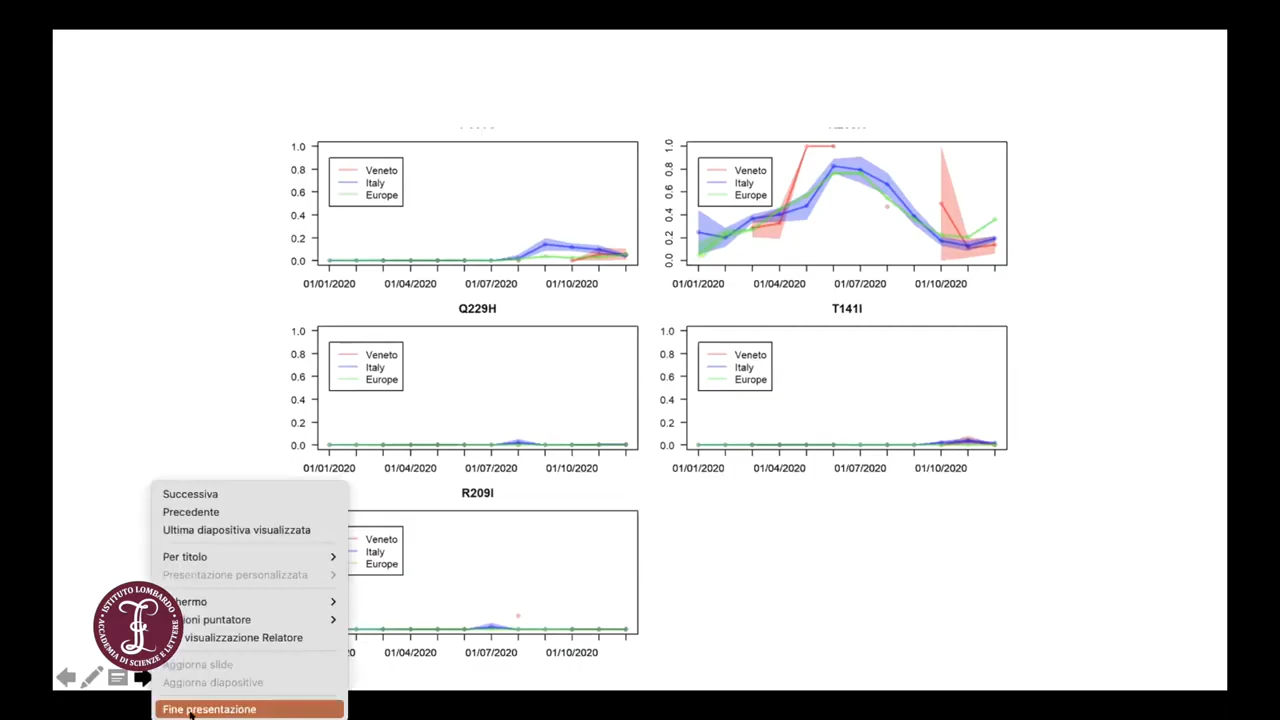 1.0
0.8
0.6
0.4
0.2
0.0
Veneto
Italy
Europe
01/01/2020 01/04/2020 01/07/2020 01/10/2020
1.0
0.8
0.6
0.4
0.2
0.0
Veneto
Italy
Europe
01/01/2020 01/04/2020 01/07/2020 01/10/2020
Q229H
1.0
0.8
0.6
0.4
0.2
0.0
Veneto
Italy
Europe
01/01/2020 01/04/2020 01/07/2020 01/10/2020
T141I
1.0
0.8
0.6
0.4
0.2
0.0
Veneto
Italy
Europe
01/01/2020 01/04/2020 01/07/2020 01/10/2020
R209I
Veneto
Italy
Europe
20 01/04/2020 01/07/2020 01/10/2020
Successiva
Precedente
Ultima diapositiva visualizzata
Per titolo
Presentazione personalizzata
hermo
ioni puntatore
visualizzazione Relatore
Aggiorna slide
Aggiorna diapositive
Fine presentazione
ISTITUTO LOMBARDO
ACCADEMIA DI SCIENZE E LETTERE